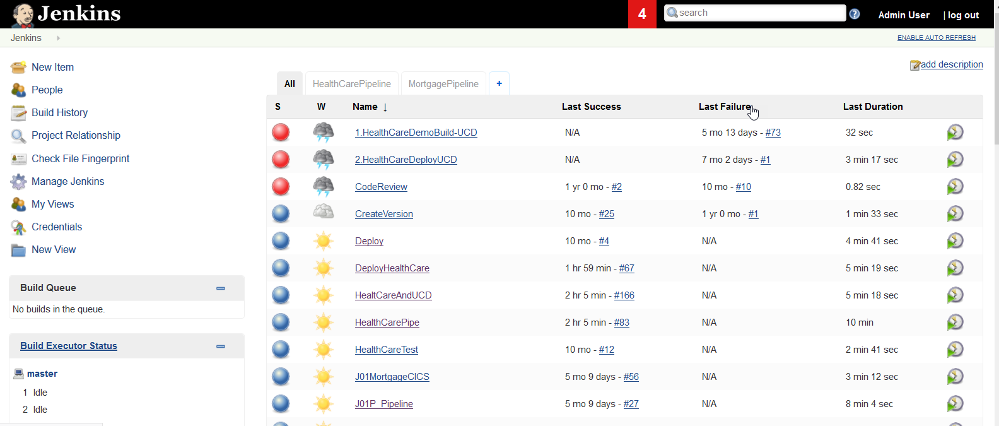 Jenkins
4
search
Admin User
| log out
Jenkins
ENABLE AUTO REFRESH
New Item
People
Build History
Project Relationship
Check File Fingerprint
Manage Jenkins
My Views
Credentials
New View
Build Queue
No builds in the queue.
Build Executor Status
master
1 Idle
2 Idle
add description
All HealthCarePipeline MortgagePipeline +
S W Name ↓ Last Success Last Failure Last Duration
1.HealthCareDemoBuild-UCD N/A 5 mo 13 days - #73 32 sec
2.HealthCareDeployUCD N/A 7 mo 2 days - #1 3 min 17 sec
CodeReview 1 yr 0 mo - #2 10 mo - #10 0.82 sec
CreateVersion 10 mo - #25 1 yr 0 mo - #1 1 min 33 sec
Deploy 10 mo - #4 N/A 4 min 41 sec
DeployHealthCare 1 hr 59 min - #67 N/A 5 min 19 sec
HealtCareAndUCD 2 hr 5 min - #166 N/A 5 min 18 sec
HealthCarePipe 2 hr 5 min - #83 N/A 10 min
HealthCareTest 10 mo - #12 N/A 2 min 41 sec
J01MortgageCICS 5 mo 9 days - #56 N/A 3 min 12 sec
J01P_Pipeline 5 mo 9 days - #27 N/A 8 min 4 sec